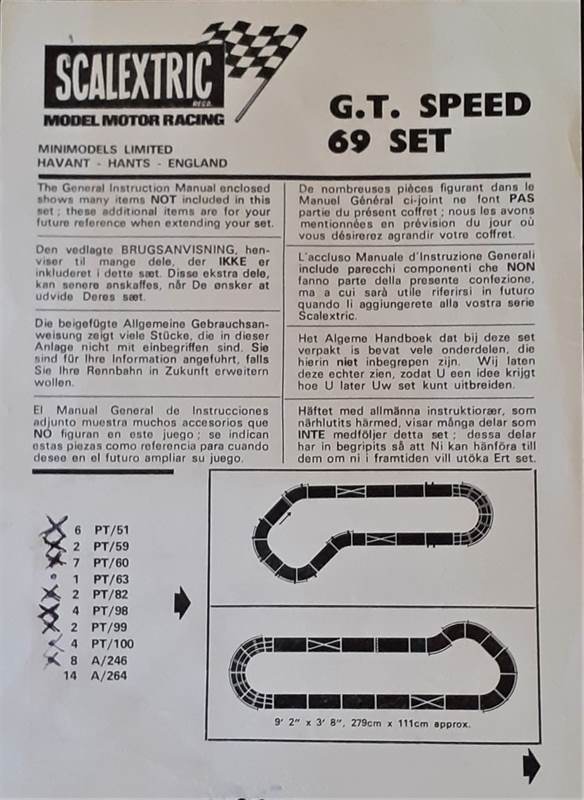 SCALEXTRIC
REGD.
MODEL MOTOR RACING
G.T. SPEED
69 SET
MINIMODELS LIMITED
HAVANT - HANTS - ENGLAND
The General Instruction Manual enclosed
shows many items NOT included in this
set ; these additional items are for your
future reference when extending your set.
Den vedlagte BRUGSANVISNING, hen-
viser til mange dele, der IKKE er
inkluderet i dette sæt. Disse ekstra dele,
kan senere anskaffes, når De ønsker at
udvide Deres sæt.
Die beigefügte Allgemeine Gebrauchsan-
weisung zeigt viele Stücke, die in dieser
Anlage nicht mit einbegriffen sind. Sie
sind für Ihre Information angefuhrt, falls
Sie Ihre Rennbahn in Zukunft erweitern
wollen.
El Manual General de Instrucciones
adjunto muestra muchos accesorios que
NO figuran en este juego ; se indican
estas piezas como referencia para cuando
desee en el futuro ampliar su juego.
De nombreuses pièces figurant dans le
Manuel Général ci-joint ne font PAS
partie du présent coffret ; nous les avons
mentionnées en prévision du jour où
vous désirerez agrandir votre coffret.
L'accluso Manuale d'Instruzione Generali
include parecchi componenti che NON
fanno parte della presente confezione,
ma a cui sarà utile riferirsi in futuro
quando li aggiungerete alla vostra serie
Scalextric.
Het Algeme Handboek dat bij deze set
verpakt is bevat vele onderdelen, die
hierin niet inbegrepen zijn. Wij laten
deze echter zien, zodat U een idee krijgt
hoe U later Uw set kunt uitbreiden.
Häftet med allmänna instruktioræer, som
närhlutits härmed, visar många delar som
INTE medföljer detta set ; dessa delar
har in begripits så att Ni kan hänföra till
dem om ni i framtiden vill utöka Ert set.
6 PT/51
2 PT/59
7 PT/60
1 PT/63
2 PT/82
4 PT/98
2 PT/99
4 PT/100
8 A/246
14 A/264
9' 2" x 3' 8", 279cm x 111cm approx.